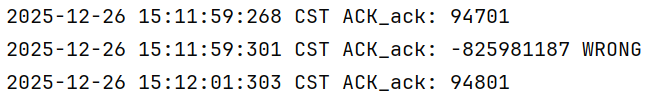 2025-12-26 15:11:59:268 CST ACK_ack: 94701
2025-12-26 15:11:59:301 CST ACK_ack: -825981187 WRONG
2025-12-26 15:12:01:303 CST ACK_ack: 94801